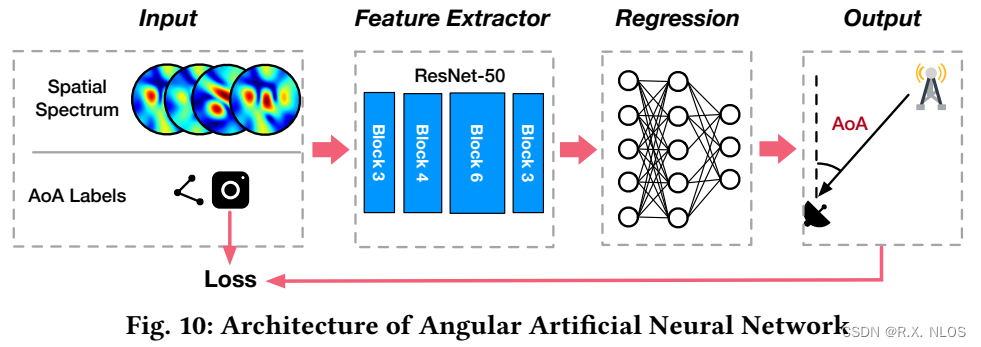 Input
Feature Extractor
Regression
Output
Spatial
Spectrum
AoA Labels
ResNet-50
Block 3
Block 4
Block 6
Block 3
AoA
Loss
Fig. 10: Architecture of Angular Artificial Neural Network
CSDN @R.X. NLOS